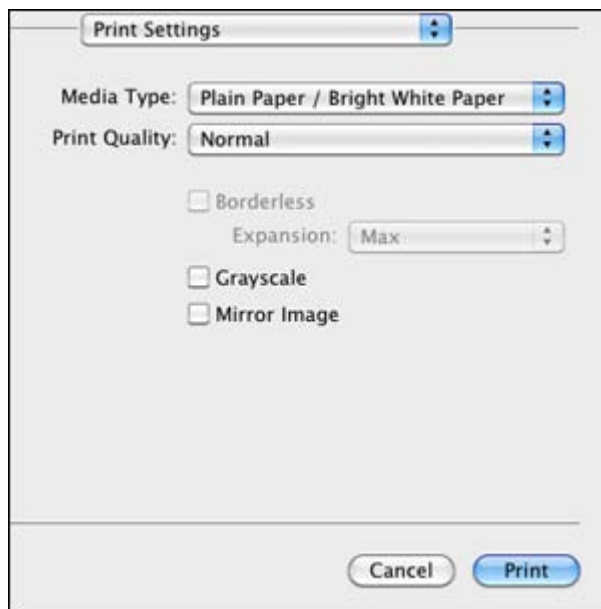 Print Settings
Media Type: Plain Paper / Bright White Paper
Print Quality: Normal
Borderless
Expansion: Max
Grayscale
Mirror Image
Cancel Print